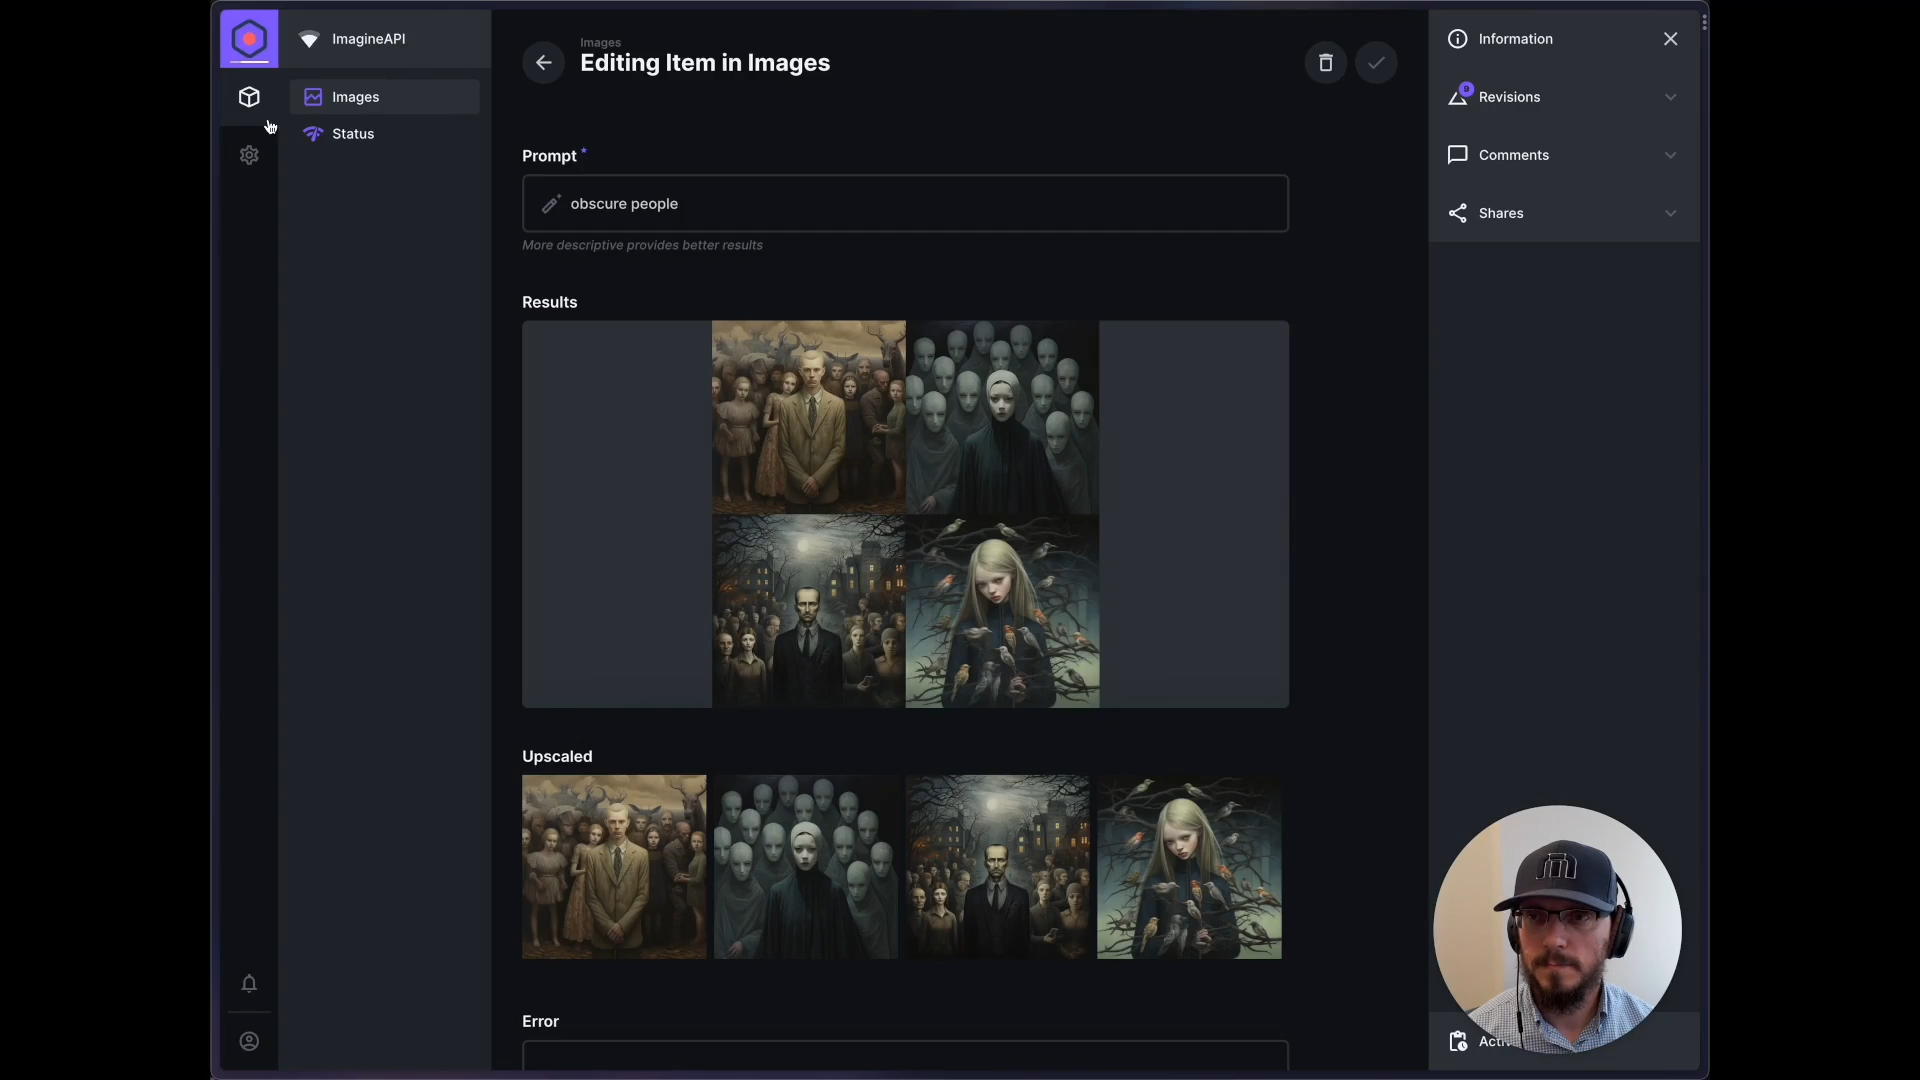 ImagineAPI
Images
Status
Images
Editing Item in Images
Prompt *
obscure people
More descriptive provides better results
Results
Upscaled
Error
Information
9
Revisions
Comments
Shares